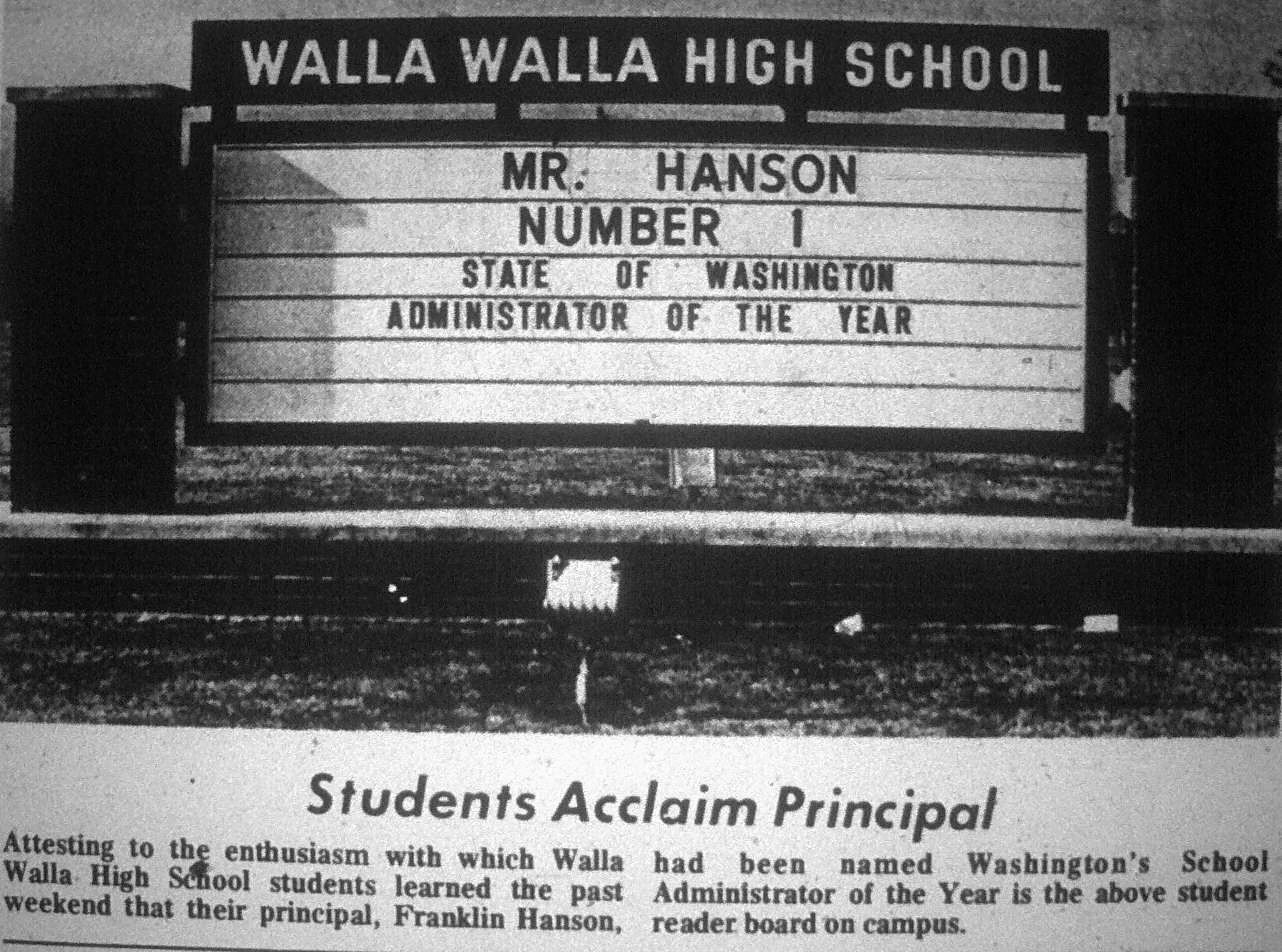 WALLA WALLA HIGH SCHOOL
MR. HANSON
NUMBER 1
STATE OF WASHINGTON
ADMINISTRATOR OF THE YEAR
Students Acclaim Principal
Attesting to the enthusiasm with which Walla
Walla High School students learned the past
weekend that their principal, Franklin Hanson,
had been named Washington's School
Administrator of the Year is the above student
reader board on campus.